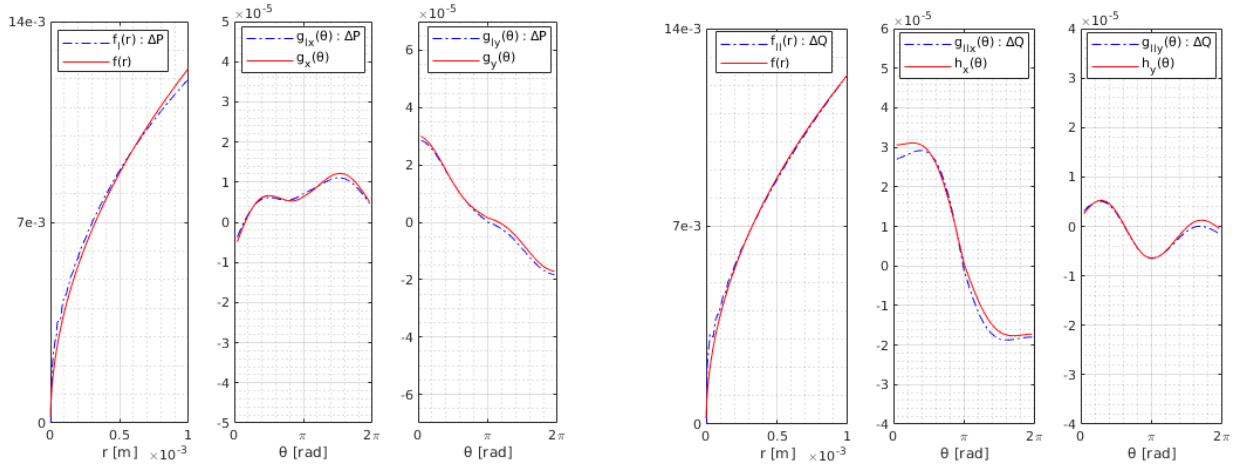 14e-3
7e-3
0
f_I(r) : ΔP
f(r)
0 0.5 1
r [m] ×10^-3
×10^-5
5
4
3
2
1
0
-1
-2
-3
-4
-5
g_Ix(θ) : ΔP
g_x(θ)
0 π 2π
θ [rad]
×10^-5
6
4
2
0
-2
-4
-6
g_Iy(θ) : ΔP
g_y(θ)
0 π 2π
θ [rad]
14e-3
7e-3
0
f_II(r) : ΔQ
f(r)
0 0.5 1
r [m] ×10^-3
×10^-5
6
5
4
3
2
1
0
-1
-2
-3
-4
g_IIx(θ) : ΔQ
h_x(θ)
0 π 2π
θ [rad]
×10^-5
4
3
2
1
0
-1
-2
-3
-4
g_IIy(θ) : ΔQ
h_y(θ)
0 π 2π
θ [rad]